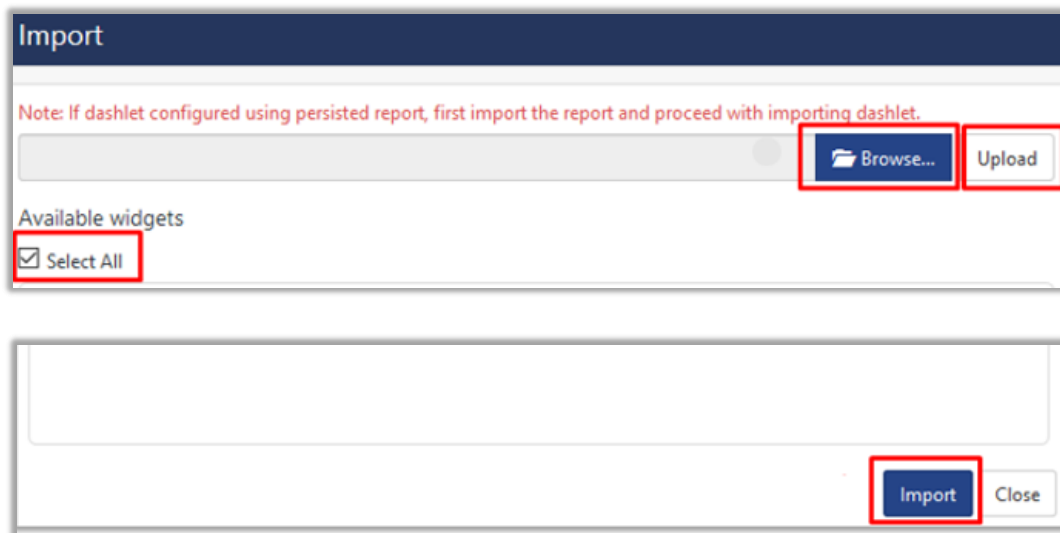 Import
Note: If dashlet configured using persisted report, first import the report and proceed with importing dashlet.
Browse... Upload
Available widgets
Select All
Import Close